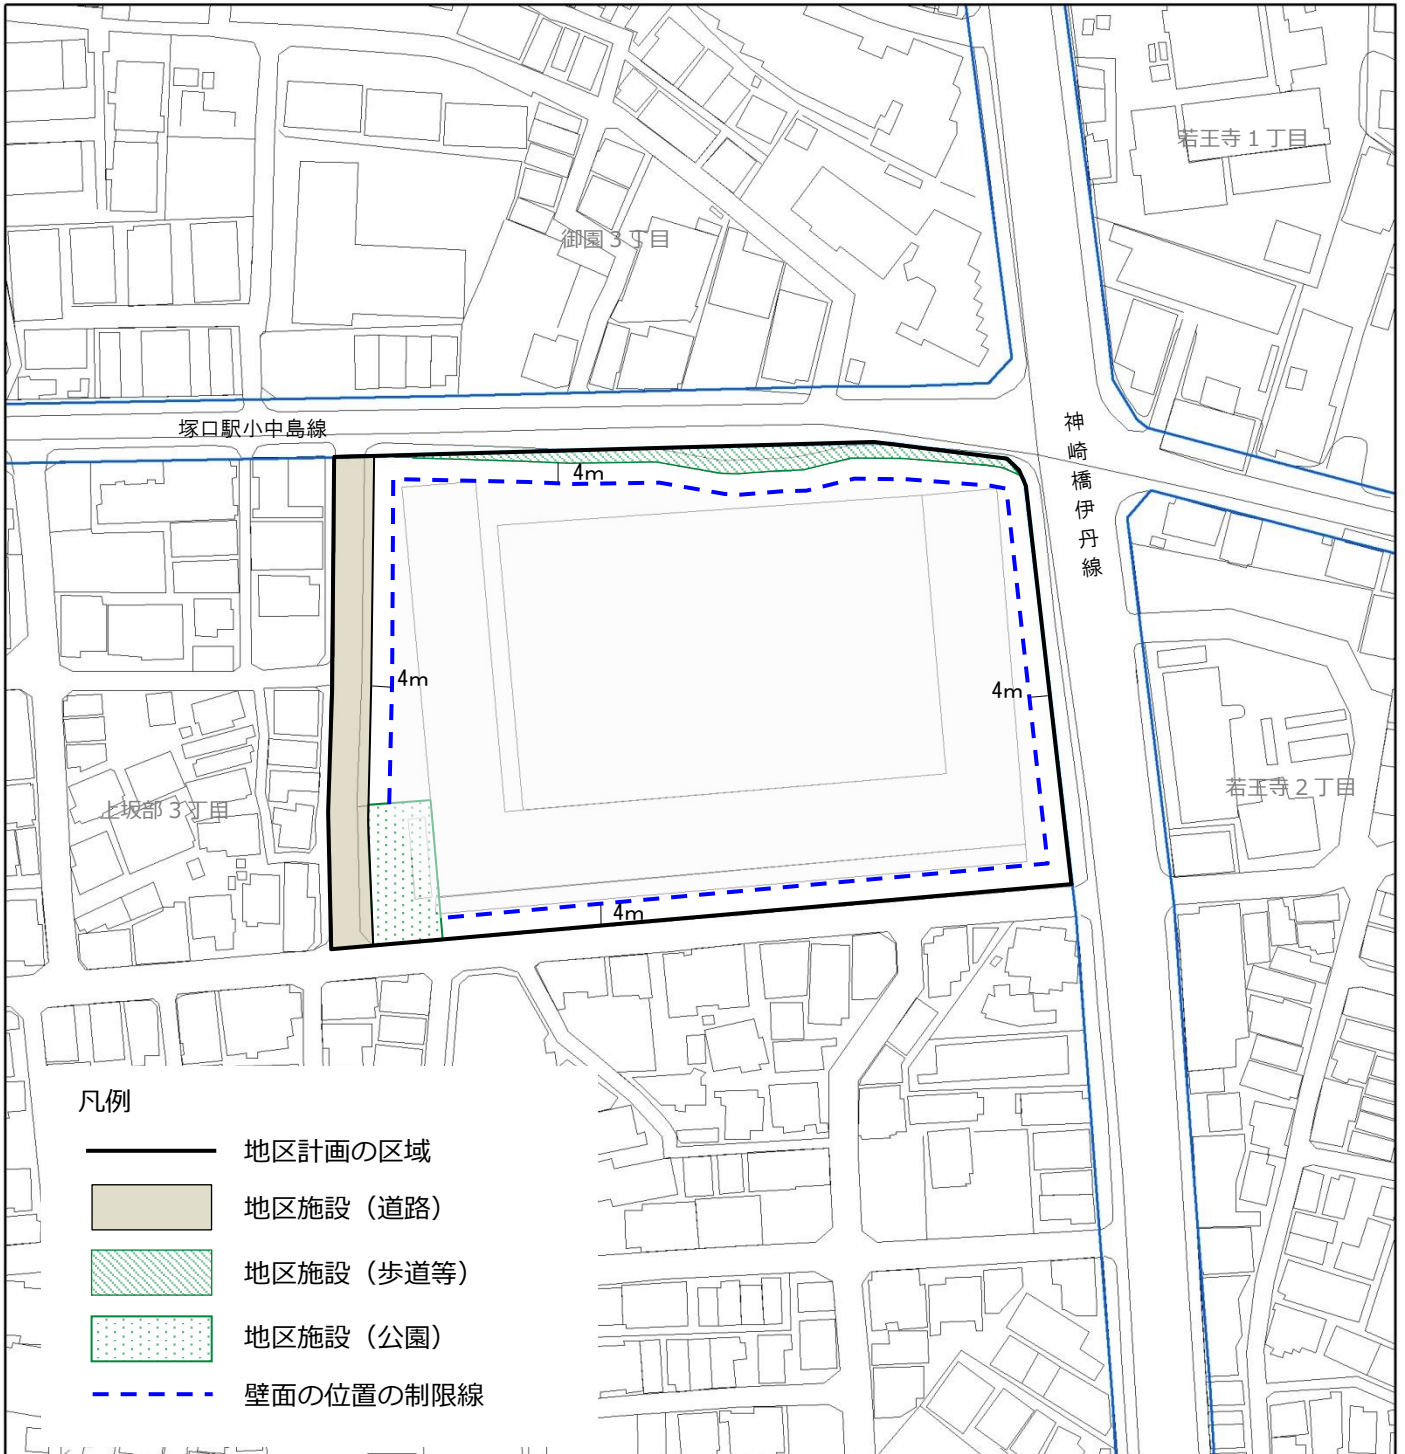 若王寺１丁目
御園３丁目
塚口駅小中島線
神崎橋伊丹線
4m
4m
4m
若王寺２丁目
上坂部３丁目
4m
凡例
地区計画の区域
地区施設（道路）
地区施設（歩道等）
地区施設（公園）
壁面の位置の制限線